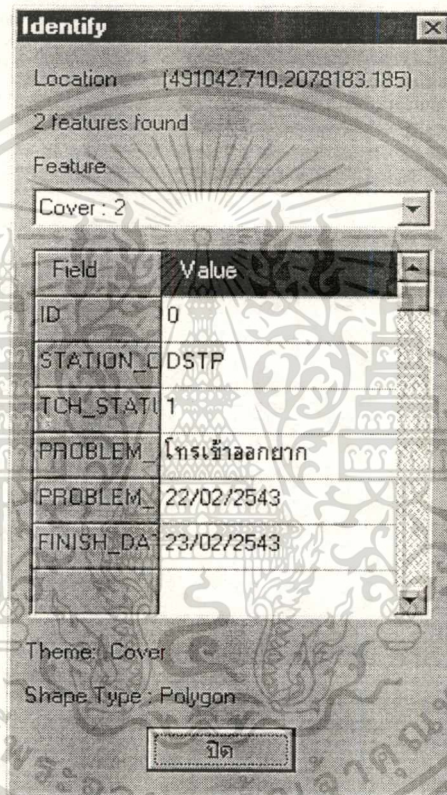 Identify
Location (491042.710,2078183.185)
2 features found
Feature
Cover : 2
Field Value
ID 0
STATION_C DSTP
TCH_STATU 1
PROBLEM_ โทรเข้าออกยาก
PROBLEM_ 22/02/2543
FINISH_DAT 23/02/2543
Theme: Cover
Shape Type : Polygon
ปิด